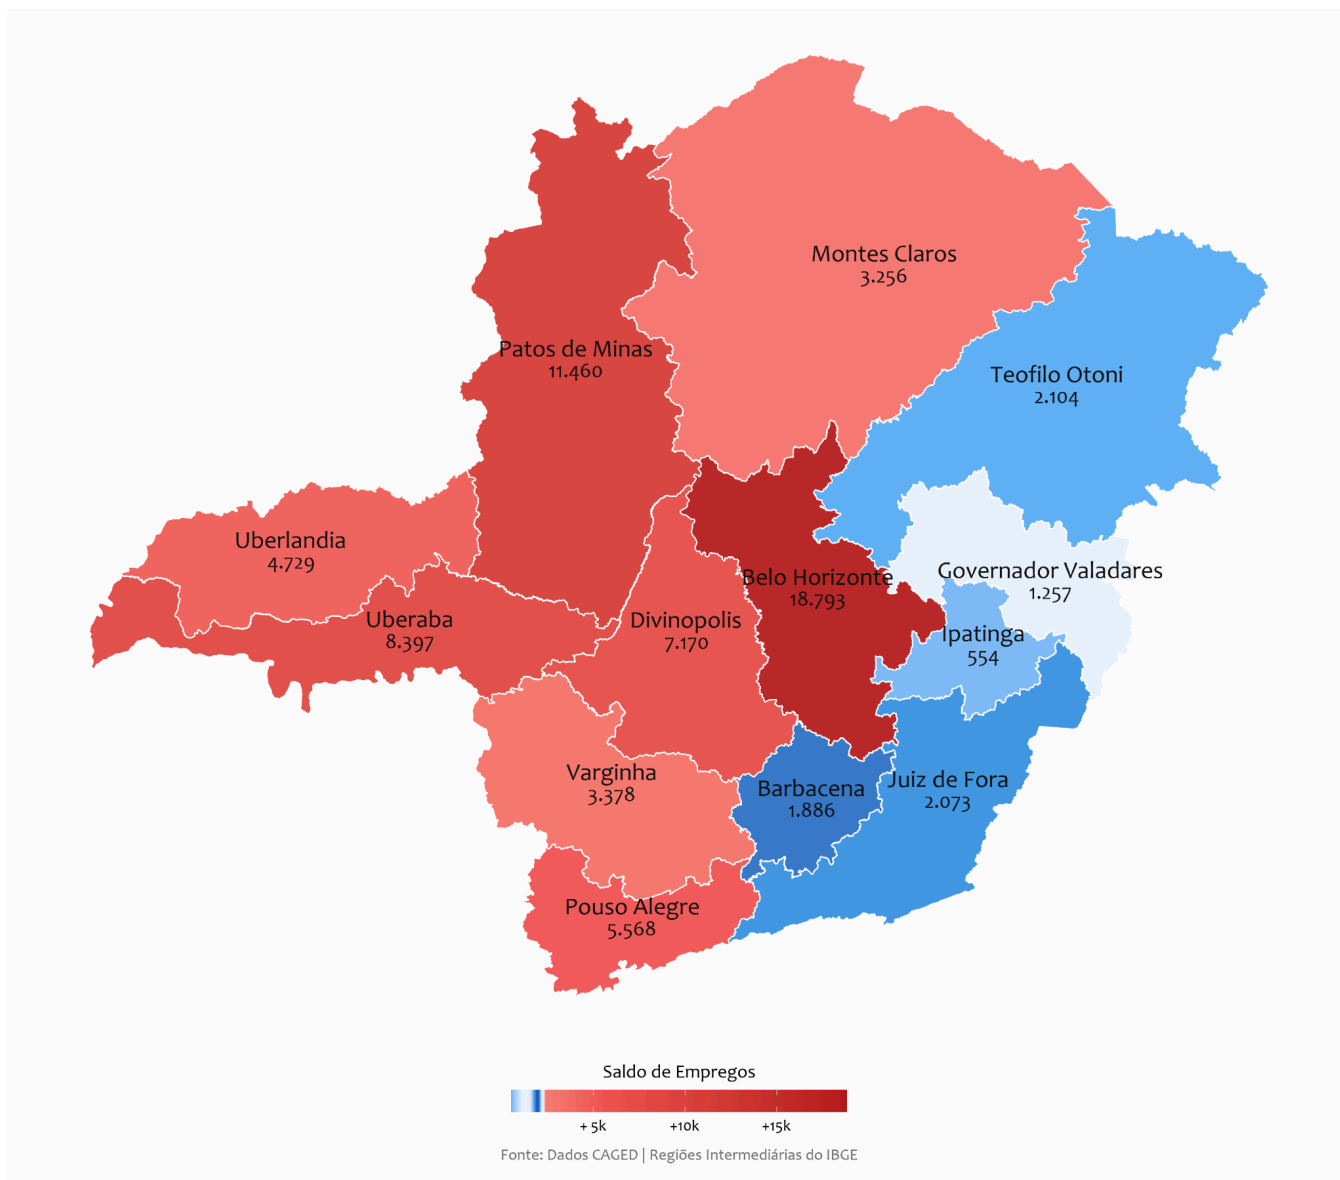 Montes Claros
3.256
Patos de Minas
11.460
Teofilo Otoni
2.104
Uberlandia
4.729
Governador Valadares
1.257
Belo Horizonte
18.793
Uberaba
8.397
Divinopolis
7.170
Ipatinga
554
Varginha
3.378
Barbacena
1.886
Juiz de Fora
2.073
Pouso Alegre
5.568
Saldo de Empregos
+ 5k +10k +15k
Fonte: Dados CAGED | Regiões Intermediárias do IBGE